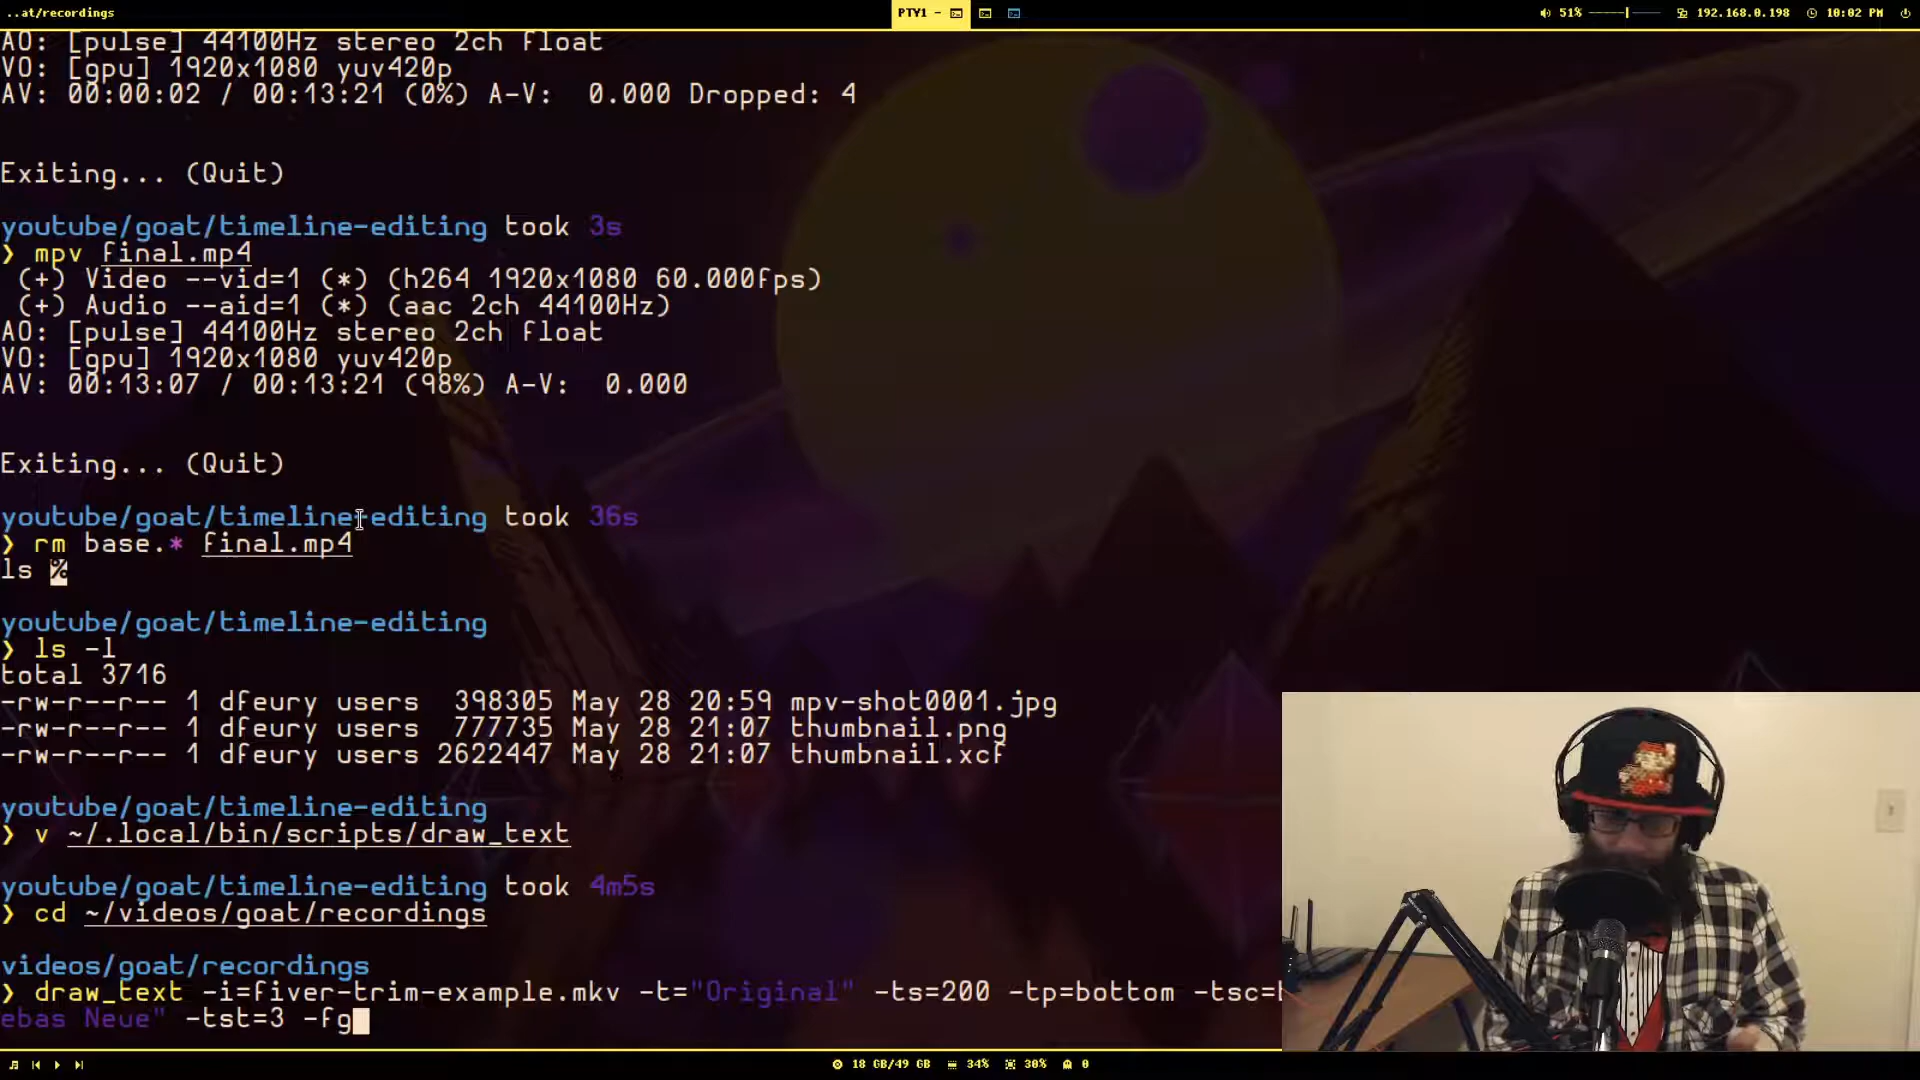 ..at/recordings
PTY1 -
51%
192.168.0.198
10:02 PM
AO: [pulse] 44100Hz stereo 2ch float
VO: [gpu] 1920x1080 yuv420p
AV: 00:00:02 / 00:13:21 (0%) A-V:  0.000 Dropped: 4
Exiting... (Quit)
youtube/goat/timeline-editing took 3s
❯ mpv final.mp4
(+) Video --vid=1 (*) (h264 1920x1080 60.000fps)
(+) Audio --aid=1 (*) (aac 2ch 44100Hz)
AO: [pulse] 44100Hz stereo 2ch float
VO: [gpu] 1920x1080 yuv420p
AV: 00:13:07 / 00:13:21 (98%) A-V:  0.000
Exiting... (Quit)
youtube/goat/timeline-editing took 36s
❯ rm base.* final.mp4
ls %
youtube/goat/timeline-editing
❯ ls -l
total 3716
-rw-r--r-- 1 dfeury users  398305 May 28 20:59 mpv-shot0001.jpg
-rw-r--r-- 1 dfeury users  777735 May 28 21:07 thumbnail.png
-rw-r--r-- 1 dfeury users 2622447 May 28 21:07 thumbnail.xcf
youtube/goat/timeline-editing
❯ v ~/.local/bin/scripts/draw_text
youtube/goat/timeline-editing took 4m5s
❯ cd ~/videos/goat/recordings
videos/goat/recordings
❯ draw_text -i=fiver-trim-example.mkv -t="Original" -ts=200 -tp=bottom -tsc=
ebas Neue" -tst=3 -fg
18 GB/49 GB
34%
30%
0